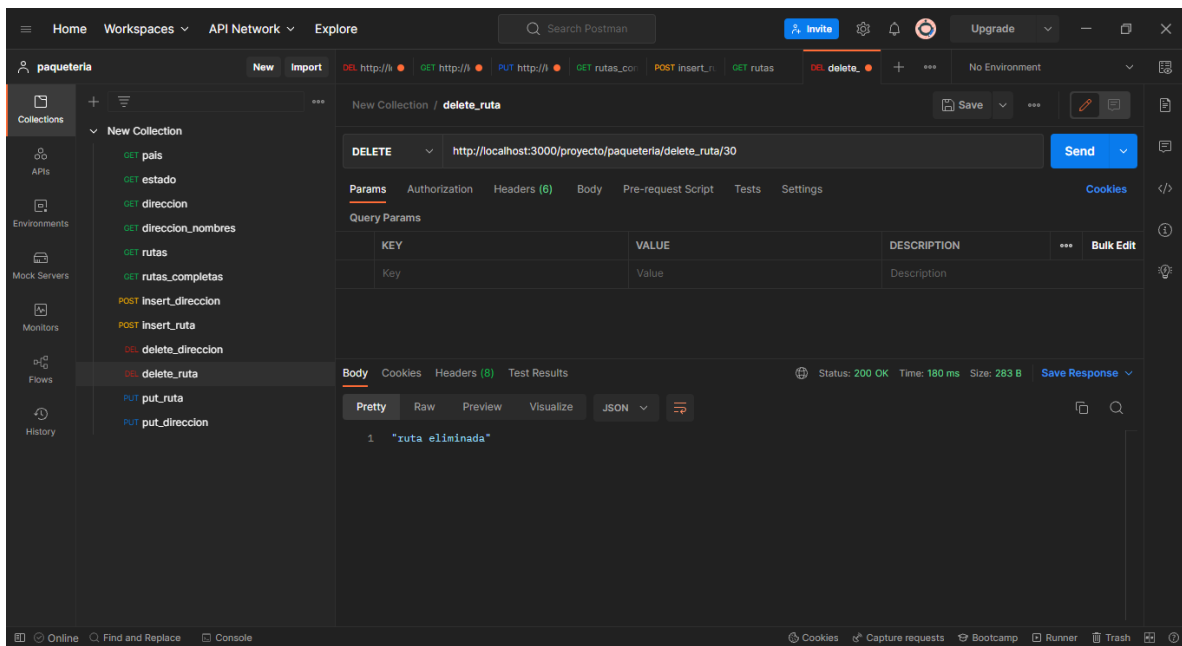 Home Workspaces API Network Explore Search Postman Invite Upgrade
paqueteria New Import DEL http://l GET http://l PUT http://l GET rutas_con POST insert_ru GET rutas DEL delete_ No Environment
Collections
APIs
Environments
Mock Servers
Monitors
Flows
History
New Collection
GET pais
GET estado
GET direccion
GET direccion_nombres
GET rutas
GET rutas_completas
POST insert_direccion
POST insert_ruta
DEL delete_direccion
DEL delete_ruta
PUT put_ruta
PUT put_direccion
New Collection / delete_ruta Save
DELETE http://localhost:3000/proyecto/paqueteria/delete_ruta/30 Send
Params Authorization Headers (6) Body Pre-request Script Tests Settings Cookies
Query Params
KEY VALUE DESCRIPTION Bulk Edit
Key Value Description
Body Cookies Headers (8) Test Results Status: 200 OK Time: 180 ms Size: 283 B Save Response
Pretty Raw Preview Visualize JSON
1 "ruta eliminada"
Online Find and Replace Console Cookies Capture requests Bootcamp Runner Trash